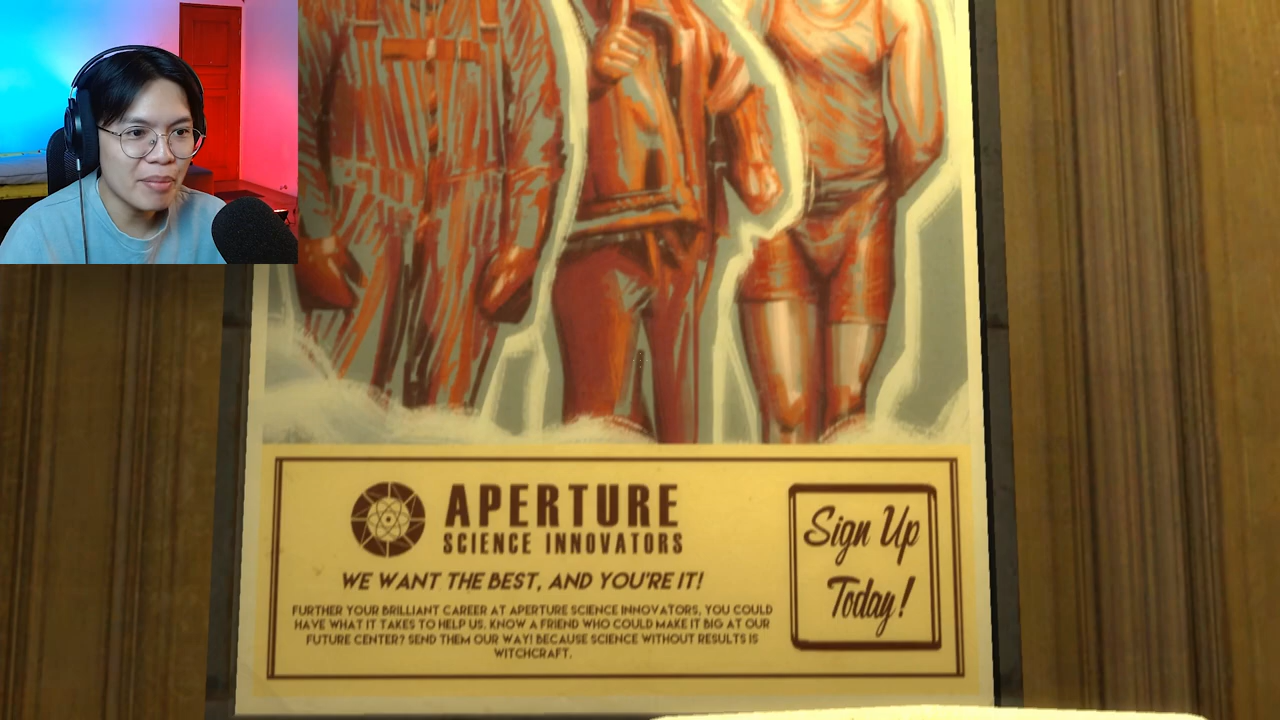 APERTURE
SCIENCE INNOVATORS
WE WANT THE BEST, AND YOU'RE IT!
FURTHER YOUR BRILLIANT CAREER AT APERTURE SCIENCE INNOVATORS, YOU COULD
HAVE WHAT IT TAKES TO HELP US. KNOW A FRIEND WHO COULD MAKE IT BIG AT OUR
FUTURE CENTER? SEND THEM OUR WAY! BECAUSE SCIENCE WITHOUT RESULTS IS
WITCHCRAFT.
Sign Up
Today!